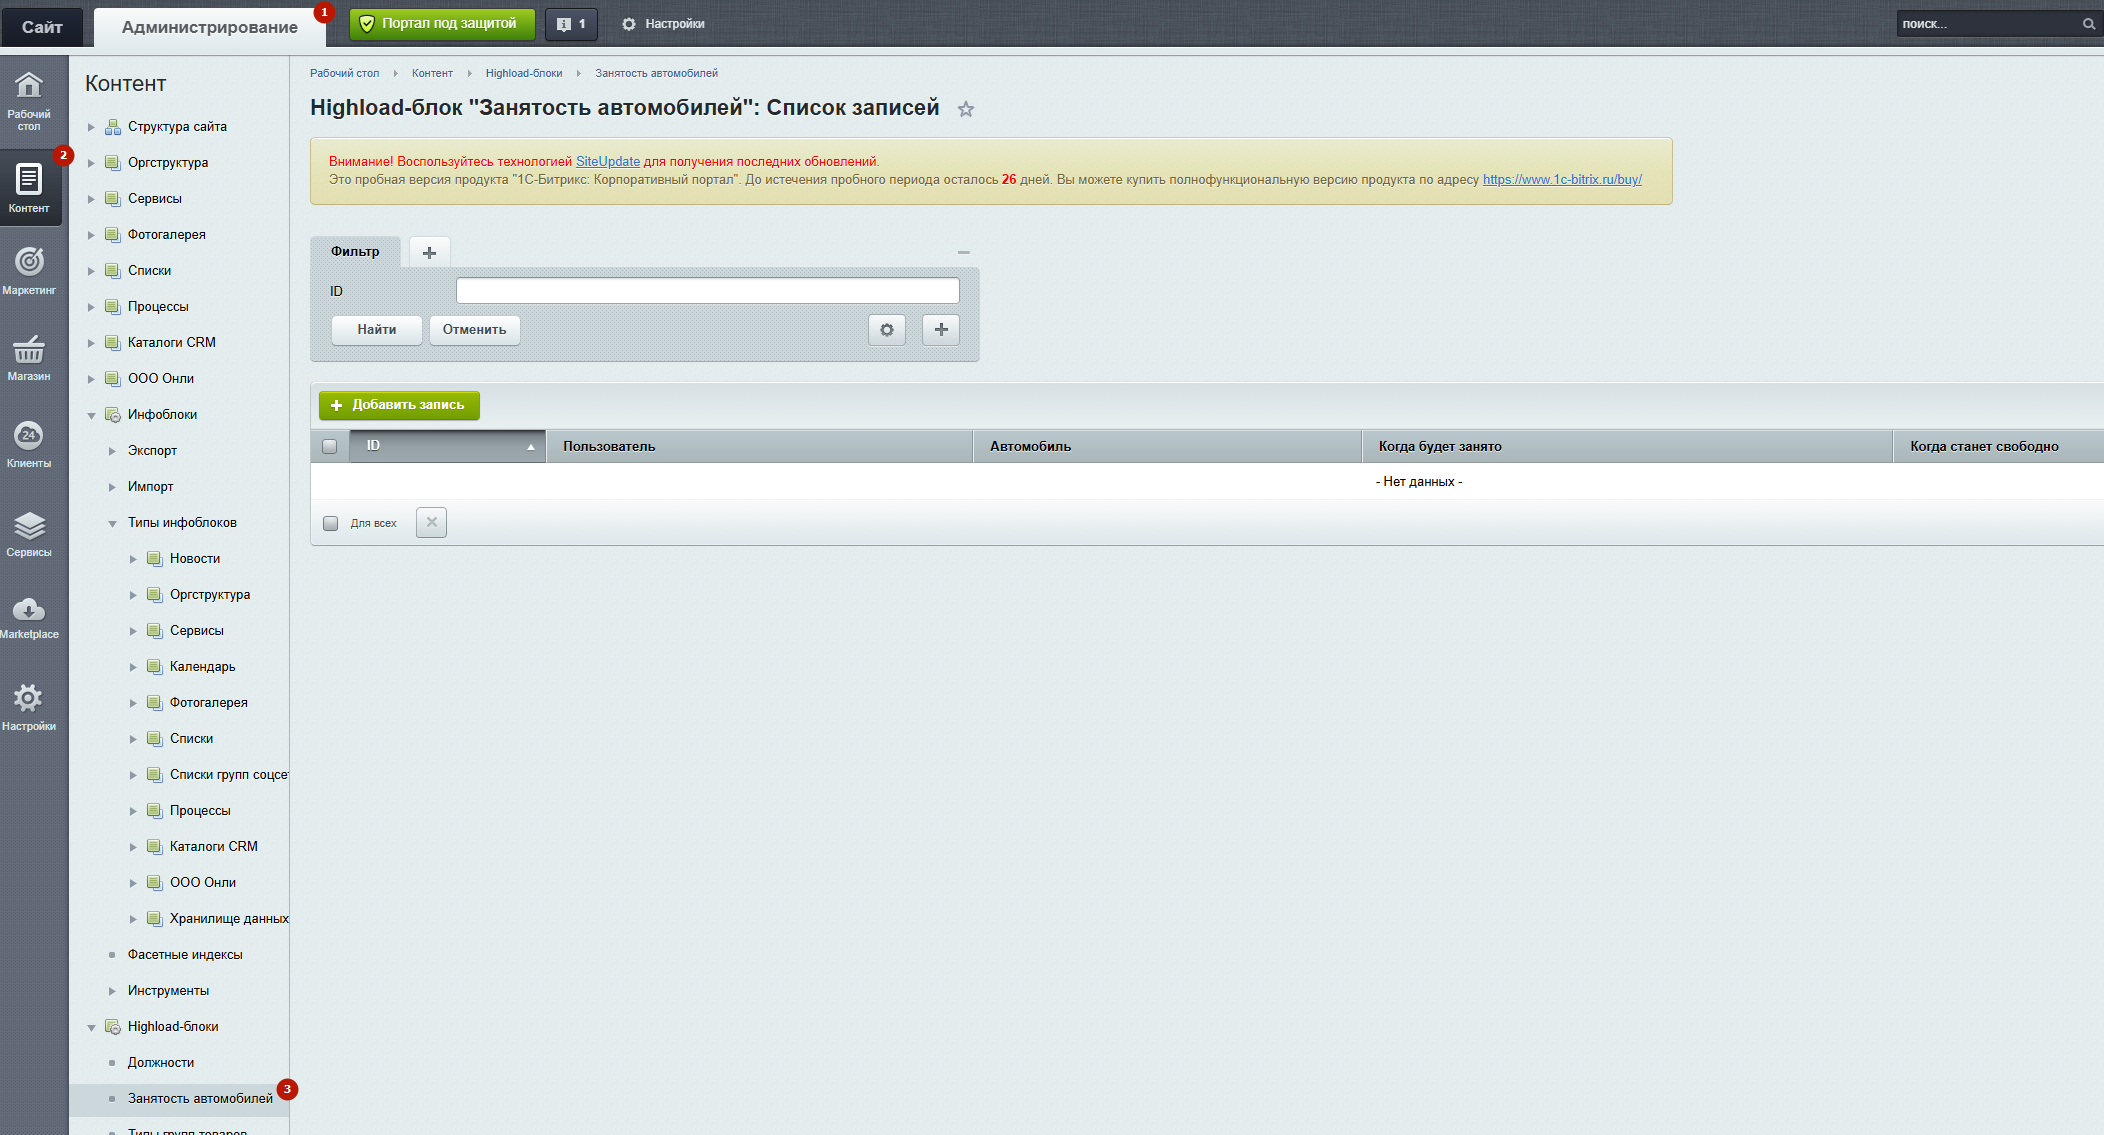 Сайт
Администрирование
1
Портал под защитой
1
Настройки
поиск...
Рабочий стол
2
Контент
Маркетинг
Магазин
24
Клиенты
Сервисы
Marketplace
Настройки
Контент
Структура сайта
Оргструктура
Сервисы
Фотогалерея
Списки
Процессы
Каталоги CRM
ООО Онли
Инфоблоки
Экспорт
Импорт
Типы инфоблоков
Новости
Оргструктура
Сервисы
Календарь
Фотогалерея
Списки
Списки групп соцсе
Процессы
Каталоги CRM
ООО Онли
Хранилище данных
Фасетные индексы
Инструменты
Highload-блоки
Должности
Занятость автомобилей
3
Типы групп товаров
Рабочий стол
Контент
Highload-блоки
Занятость автомобилей
Highload-блок "Занятость автомобилей": Список записей
Внимание! Воспользуйтесь технологией SiteUpdate для получения последних обновлений.
Это пробная версия продукта "1С-Битрикс: Корпоративный портал". До истечения пробного периода осталось 26 дней. Вы можете купить полнофункциональную версию продукта по адресу https://www.1c-bitrix.ru/buy/
Фильтр
ID
Найти
Отменить
Добавить запись
ID
Пользователь
Автомобиль
Когда будет занято
Когда станет свободно
- Нет данных -
Для всех